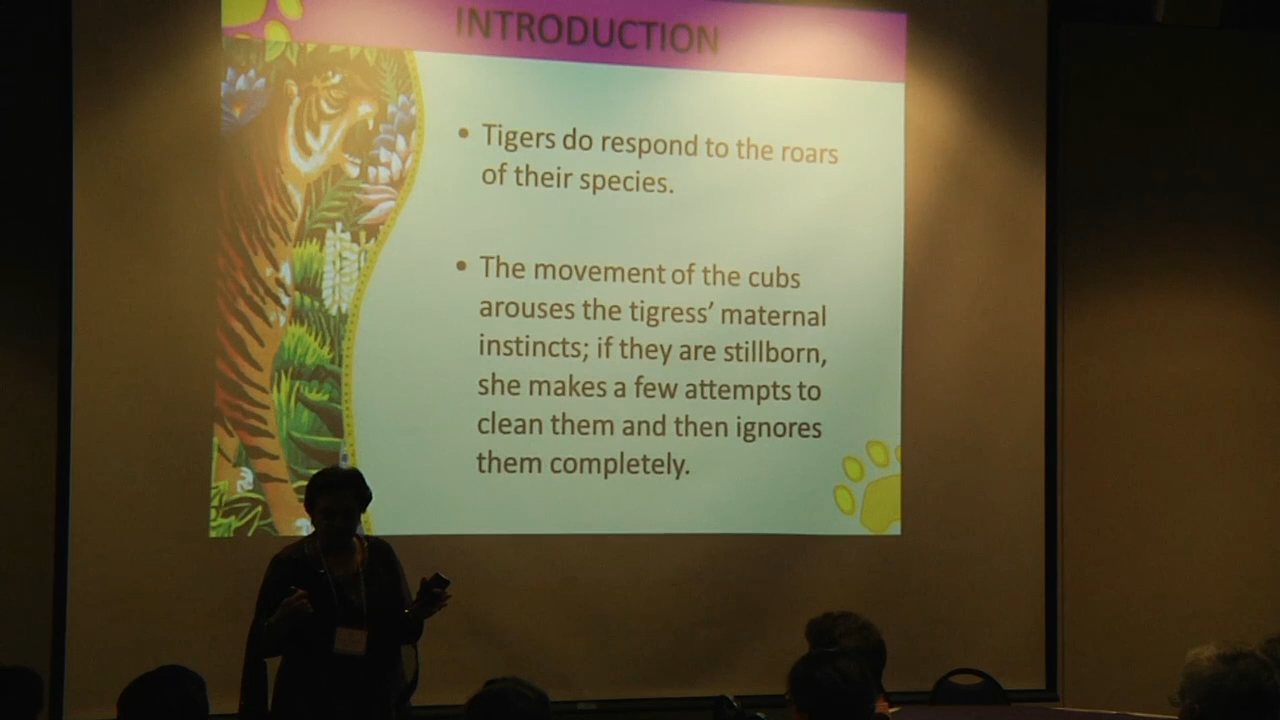 INTRODUCTION
• Tigers do respond to the roars
of their species.
• The movement of the cubs
arouses the tigress’ maternal
instincts; if they are stillborn,
she makes a few attempts to
clean them and then ignores
them completely.